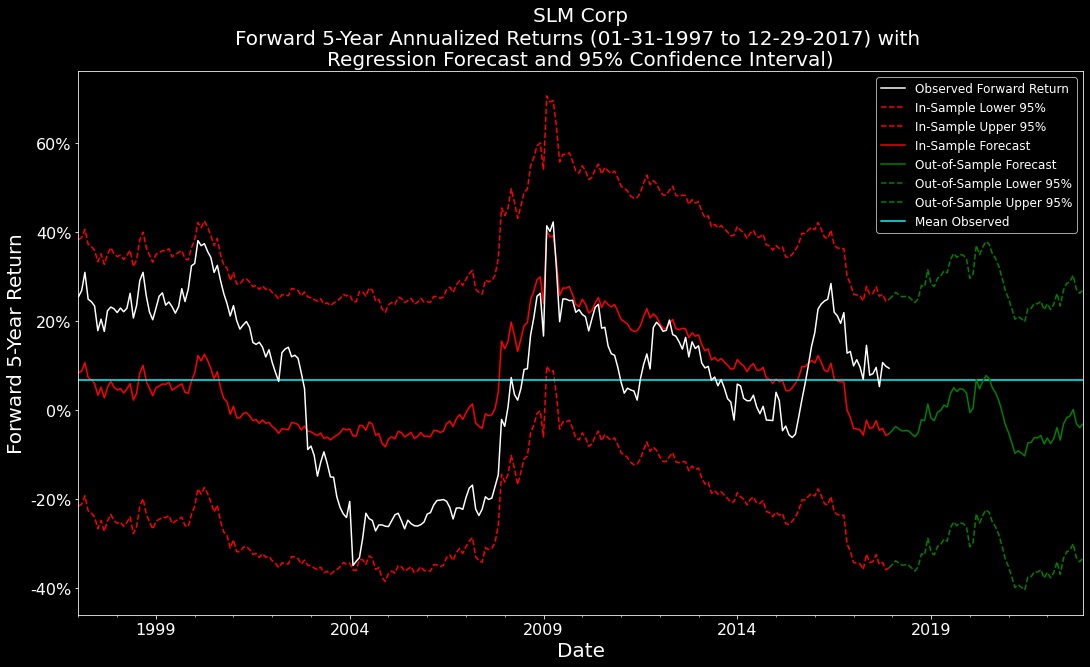 SLM Corp
Forward 5-Year Annualized Returns (01-31-1997 to 12-29-2017) with
Regression Forecast and 95% Confidence Interval)
Observed Forward Return
In-Sample Lower 95%
In-Sample Upper 95%
In-Sample Forecast
Out-of-Sample Forecast
Out-of-Sample Lower 95%
Out-of-Sample Upper 95%
Mean Observed
Forward 5-Year Return
60%
40%
20%
0%
-20%
-40%
1999
2004
2009
2014
2019
Date